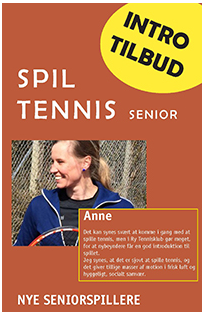 INTRO
TILBUD
SPIL
TENNIS SENIOR
Anne
Det kan synes svært at komme i gang med at
spille tennis, men i Ry Tennisklub gør meget,
for at nybegyndere får en god introduktion til
spillet.
Jeg synes, at det er sjovt at spille tennis, og
det giver tillige masser af motion i frisk luft og
hyggeligt, socialt samvær.
NYE SENIORSPILLERE